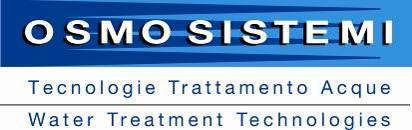 OSMO SISTEMI
Tecnologie Trattamento Acque
Water Treatment Technologies